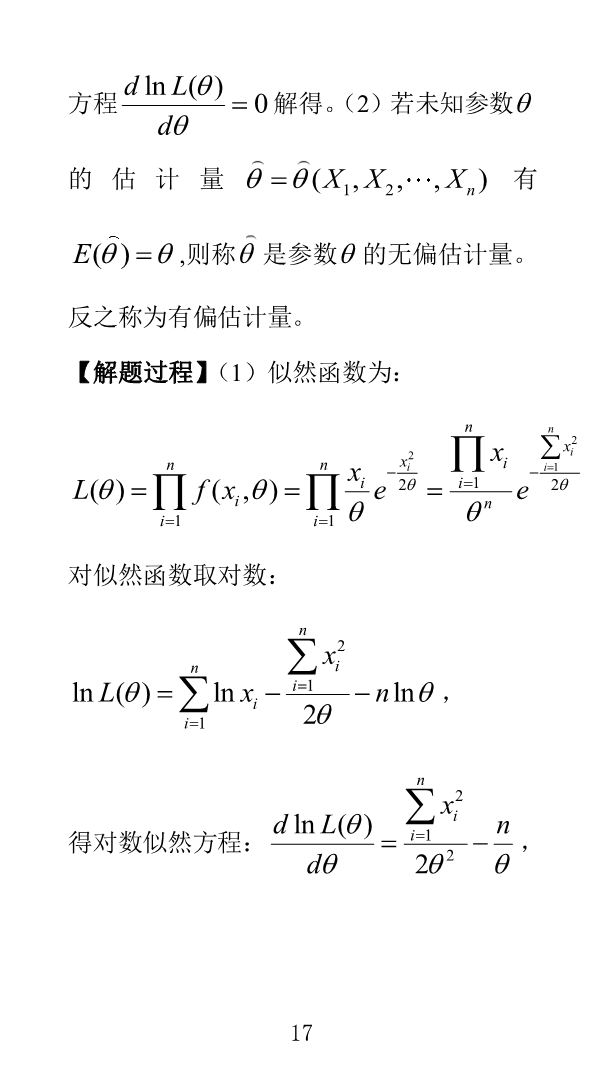 方程 $\frac{d \ln L(\theta)}{d\theta} = 0$ 解得。（2）若未知参数 $\theta$
的 估 计 量 $\hat{\theta} = \hat{\theta}(X_1, X_2, \cdots, X_n)$ 有
$E(\hat{\theta}) = \theta$ ,则称 $\hat{\theta}$ 是参数 $\theta$ 的无偏估计量。
反之称为有偏估计量。
【解题过程】（1）似然函数为：
$L(\theta) = \prod_{i=1}^{n} f(x_i, \theta) = \prod_{i=1}^{n} \frac{x_i}{\theta} e^{-\frac{x_i^2}{2\theta}} = \frac{\prod_{i=1}^{n} x_i}{\theta^n} e^{-\frac{\sum_{i=1}^{n} x_i^2}{2\theta}}$
对似然函数取对数：
$\ln L(\theta) = \sum_{i=1}^{n} \ln x_i - \frac{\sum_{i=1}^{n} x_i^2}{2\theta} - n \ln \theta$ ，
得对数似然方程： $\frac{d \ln L(\theta)}{d\theta} = \frac{\sum_{i=1}^{n} x_i^2}{2\theta^2} - \frac{n}{\theta}$ ，
17